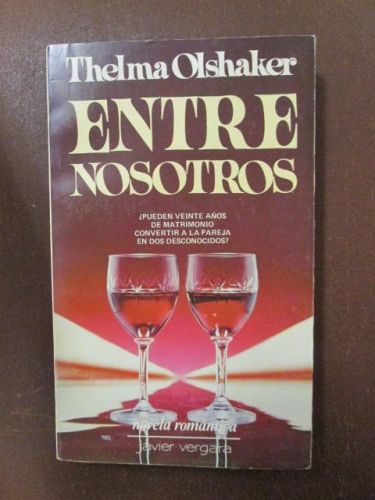 Thelma Olshaker
ENTRE
NOSOTROS
¿PUEDEN VEINTE AÑOS
DE MATRIMONIO
CONVERTIR A LA PAREJA
EN DOS DESCONOCIDOS?
novela romántica
javier vergara